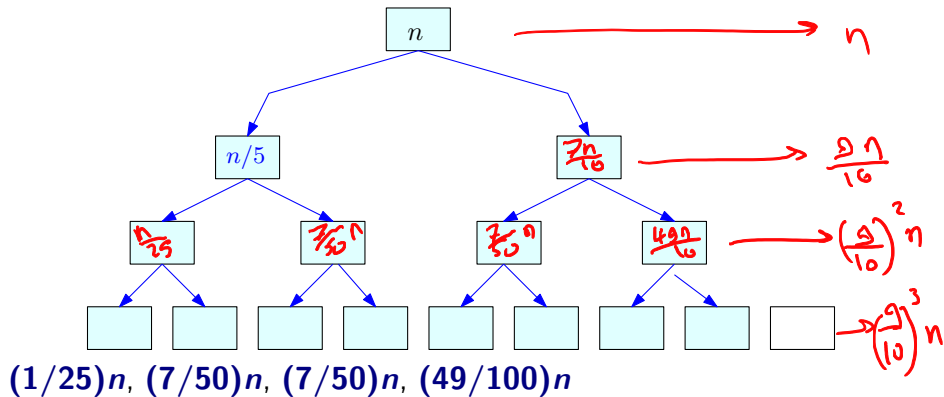 n n
n/5 7n/10 9n/10
n/25 7/50 n 7/50 n 49n/10 (9/10)² n
(9/10)³ n
(1/25)n, (7/50)n, (7/50)n, (49/100)n